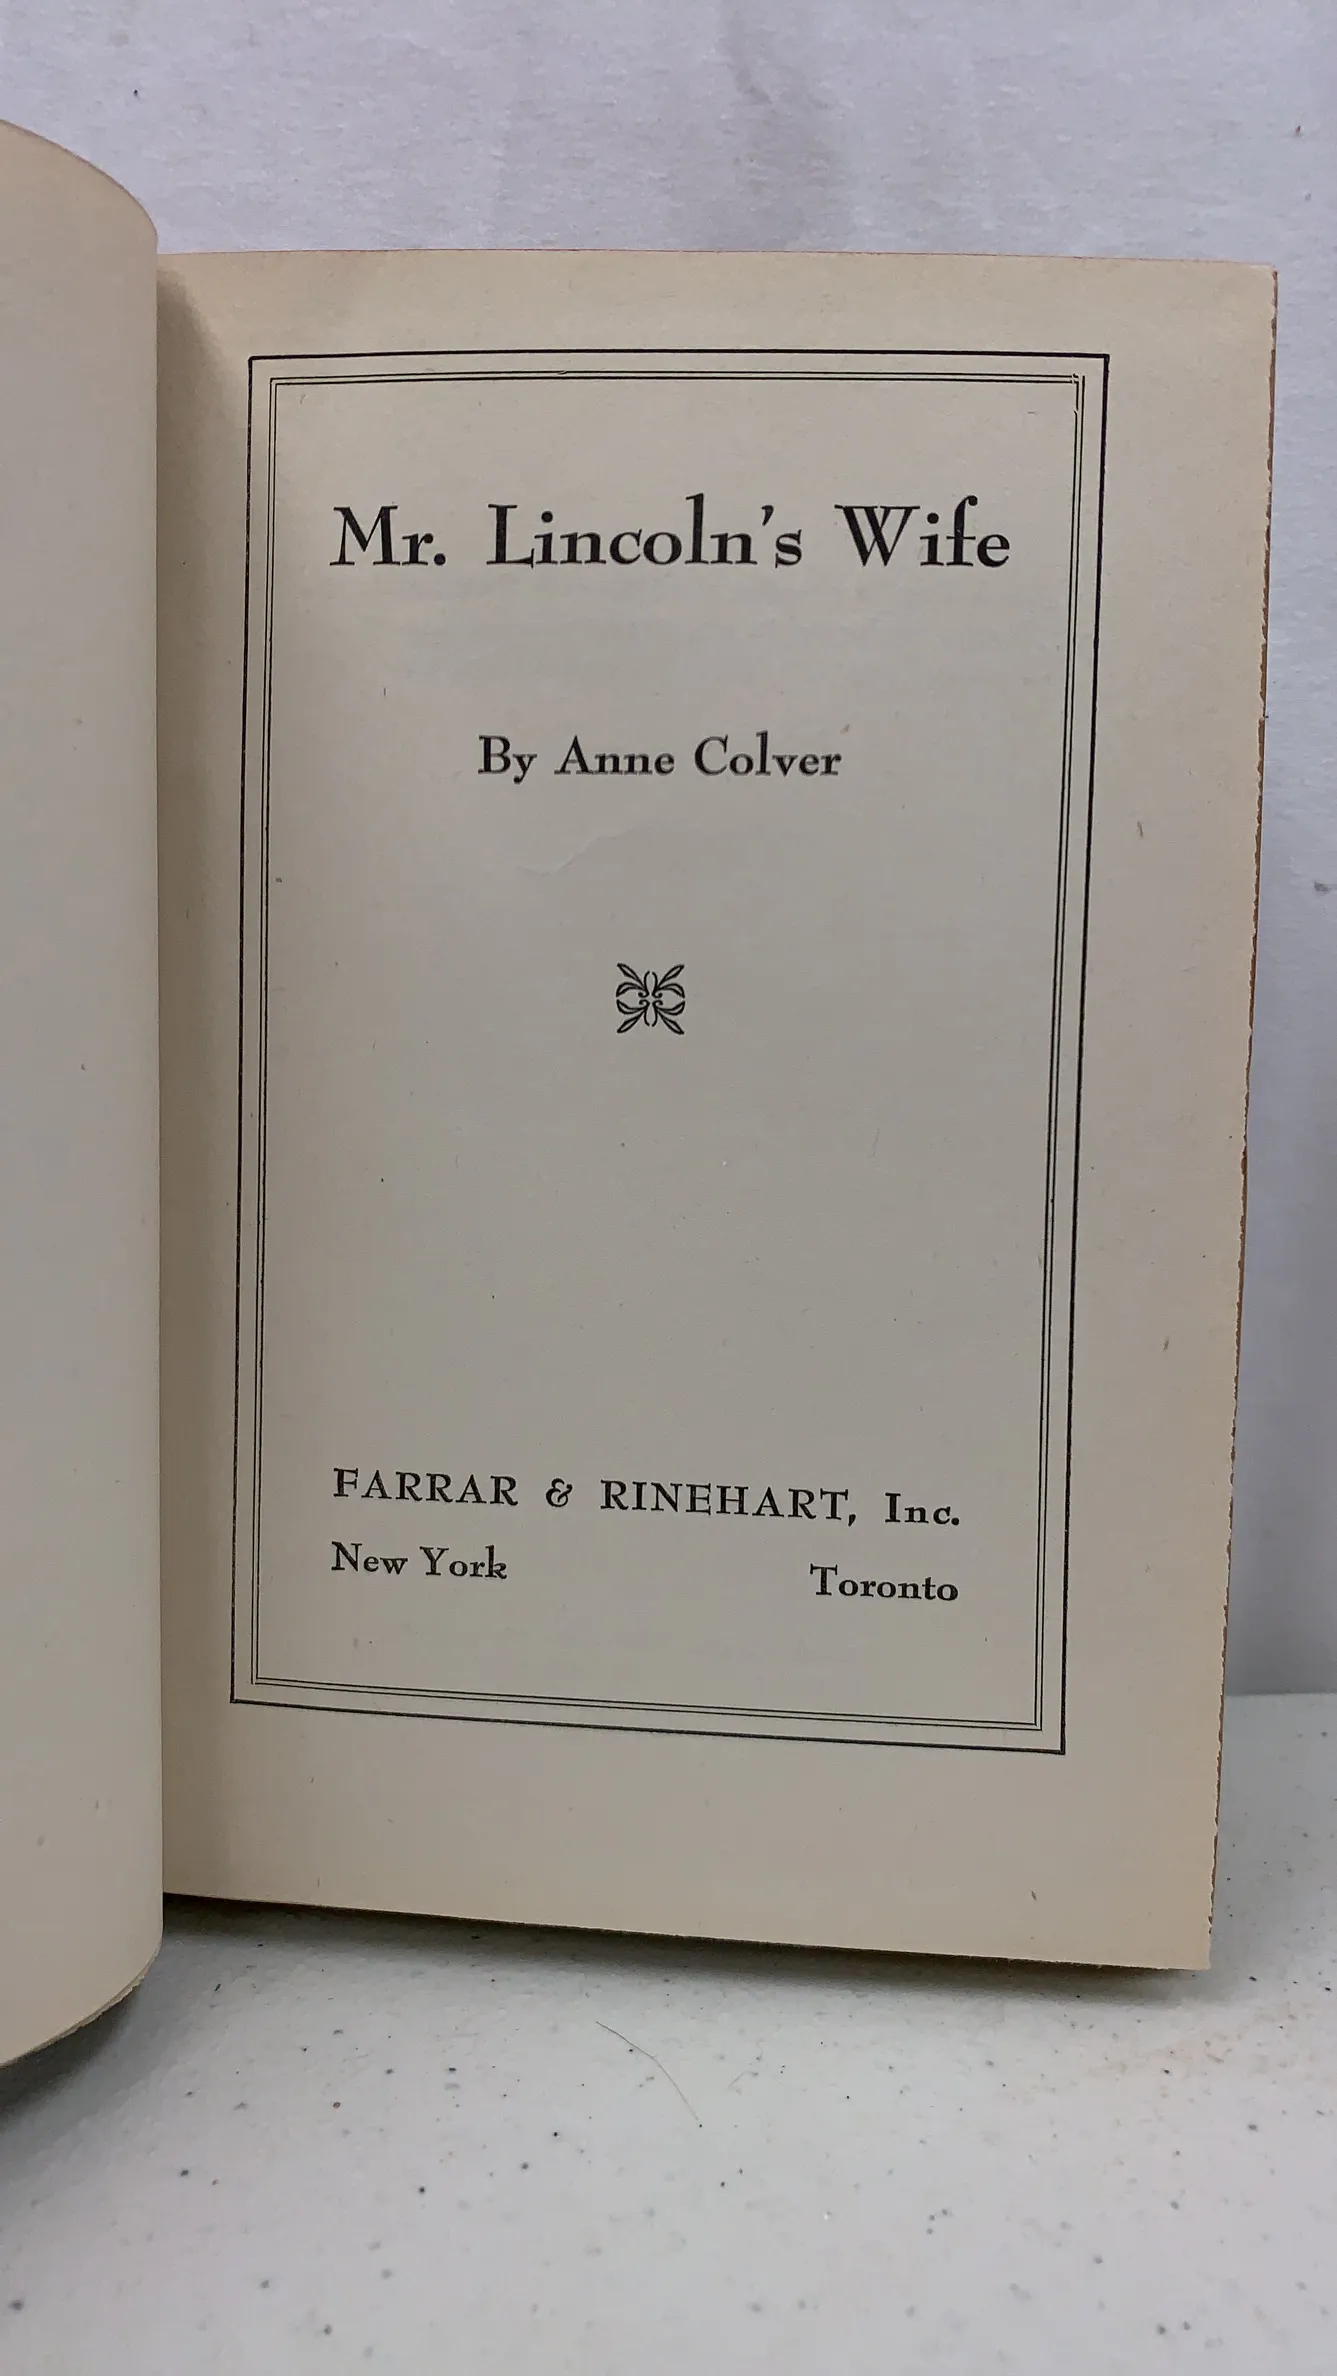 Mr. Lincoln's Wife
By Anne Colver
FARRAR & RINEHART, Inc.
New York Toronto